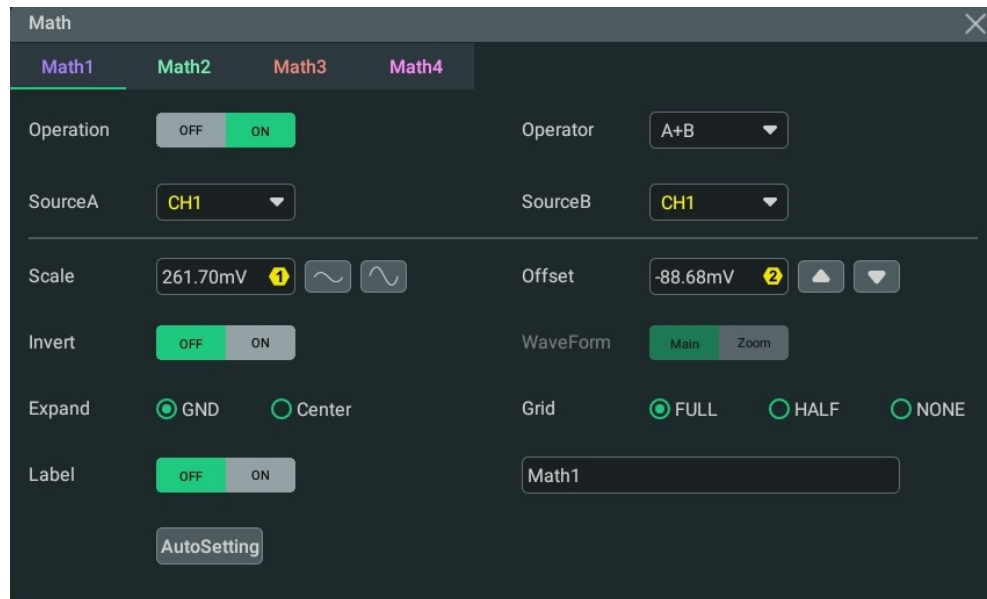 Math
Math1 Math2 Math3 Math4
Operation OFF ON Operator A+B
SourceA CH1 SourceB CH1
Scale 261.70mV 1 Offset -88.68mV 2
Invert OFF ON WaveForm Main Zoom
Expand GND Center Grid FULL HALF NONE
Label OFF ON Math1
AutoSetting